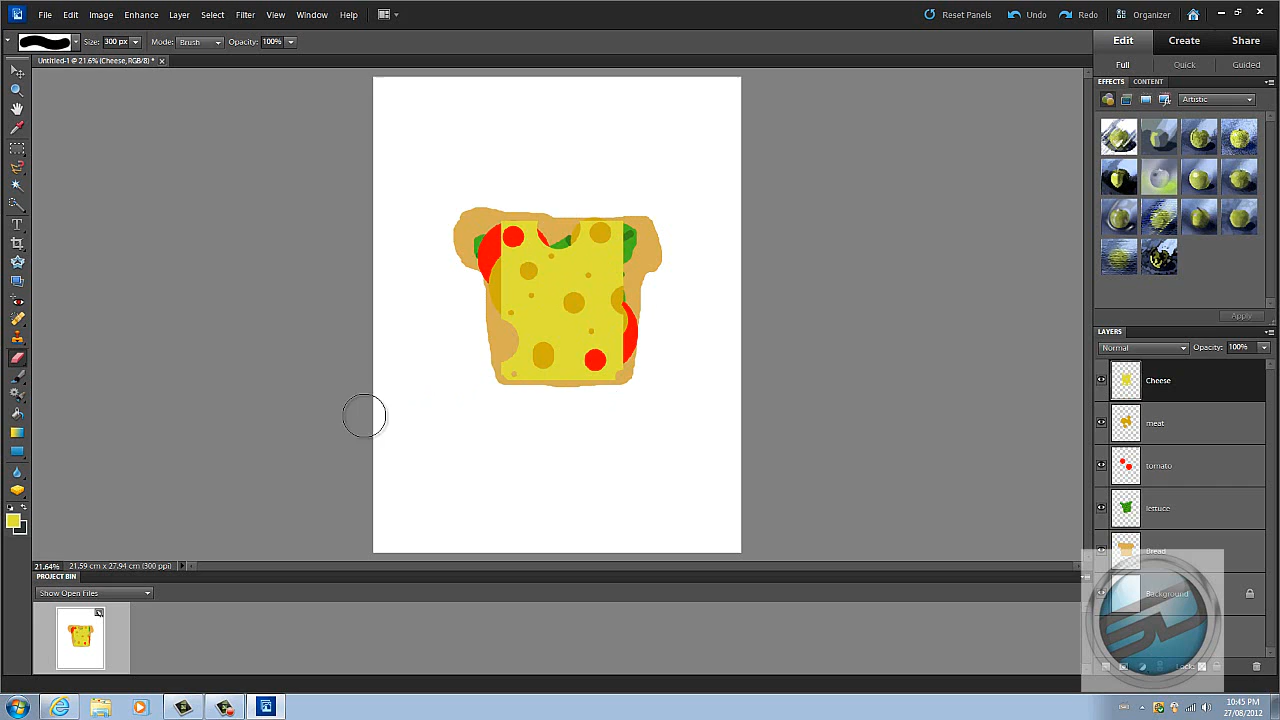 File Edit Image Enhance Layer Select Filter View Window Help Reset Panels Undo Redo Organizer
Size: 300 px Mode: Brush Opacity: 100%
Edit Create Share
Untitled-1 @ 21.6% (Cheese, RGB/8) *
Full Quick Guided
EFFECTS CONTENT
Artistic
Apply
LAYERS
Normal Opacity: 100%
Cheese
meat
tomato
lestuce
Bread
Background
Lock:
21.64% 21.59 cm x 27.94 cm (300 ppi)
PROJECT BIN
Show Open Files
10:45 PM
27/08/2012